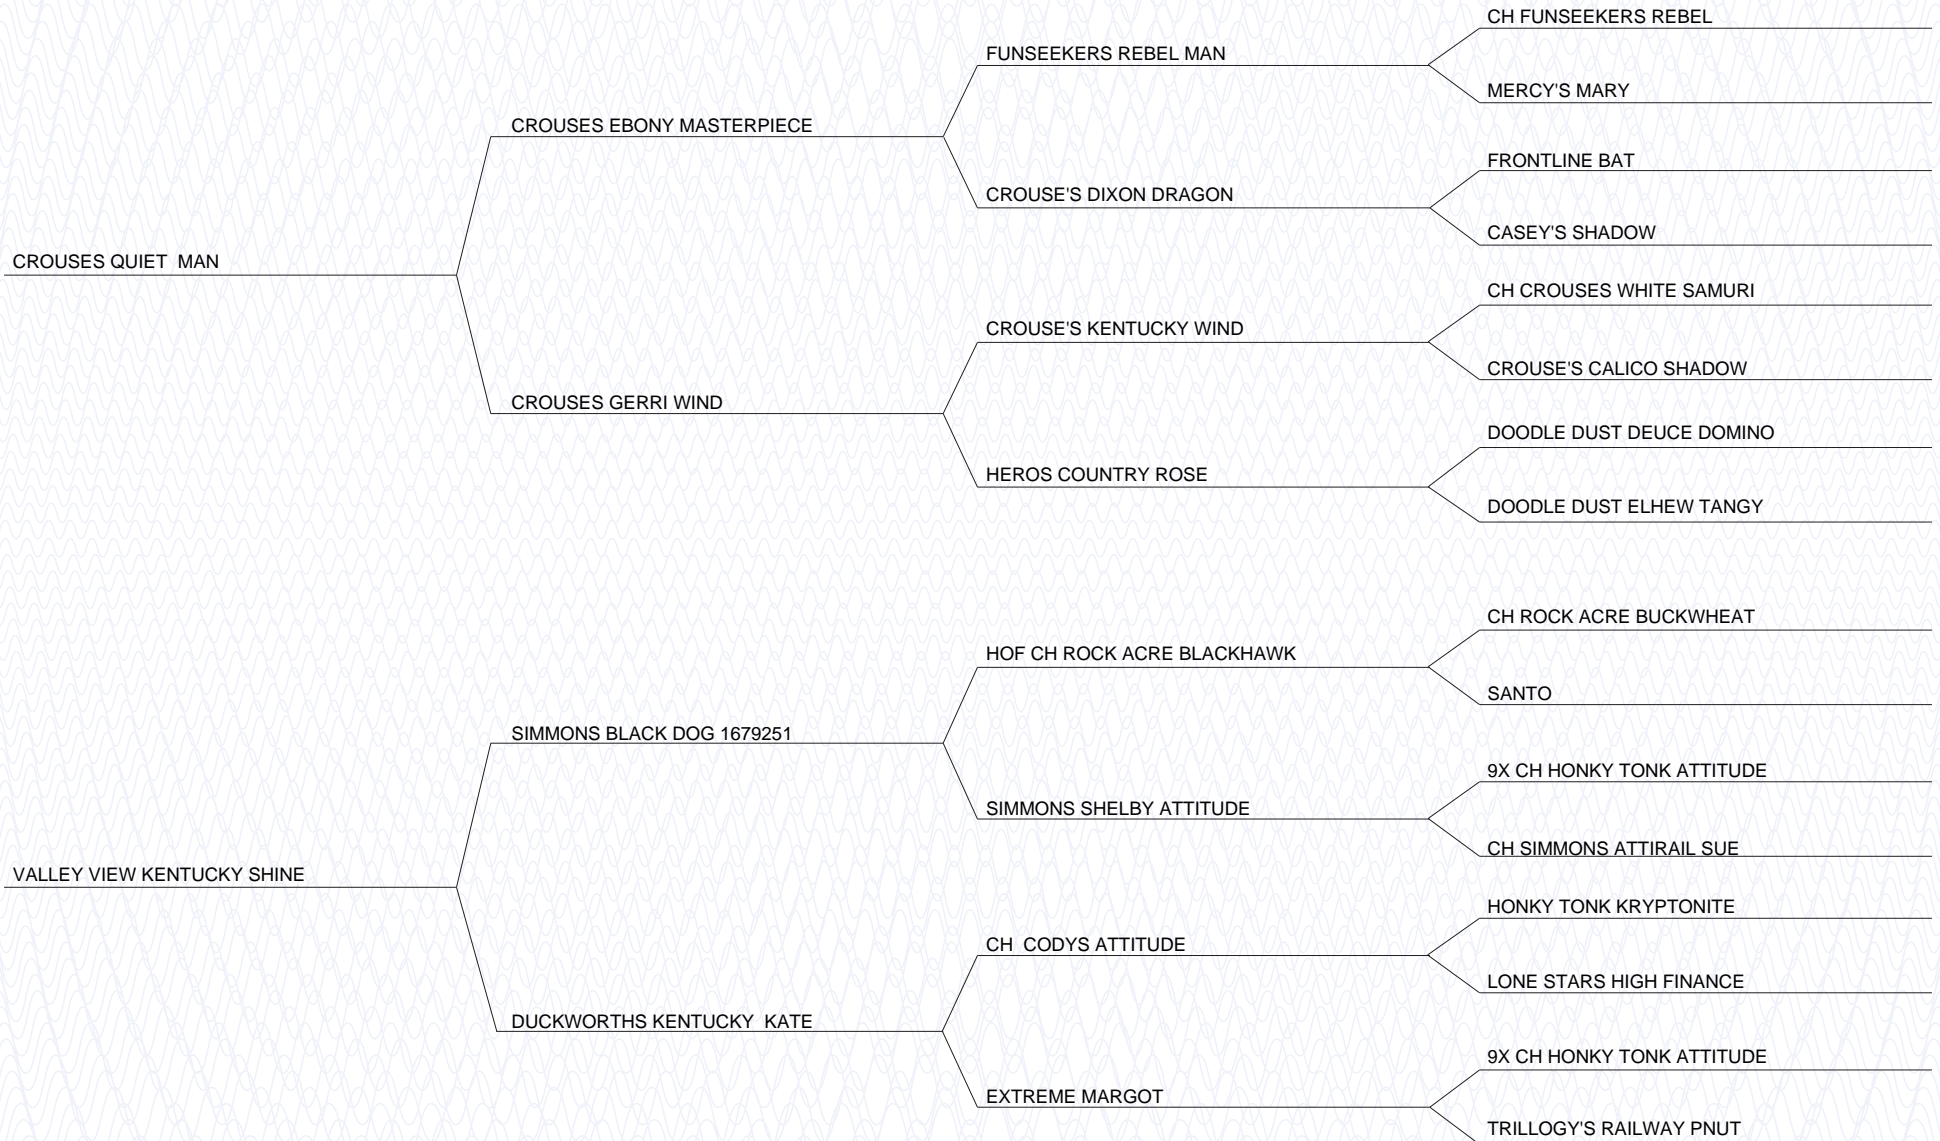 CH FUNSEEKERS REBEL
FUNSEEKERS REBEL MAN
MERCY'S MARY
CROUSES EBONY MASTERPIECE
FRONTLINE BAT
CROUSE'S DIXON DRAGON
CASEY'S SHADOW
CROUSES QUIET  MAN
CH CROUSES WHITE SAMURI
CROUSE'S KENTUCKY WIND
CROUSE'S CALICO SHADOW
CROUSES GERRI WIND
DOODLE DUST DEUCE DOMINO
HEROS COUNTRY ROSE
DOODLE DUST ELHEW TANGY
CH ROCK ACRE BUCKWHEAT
HOF CH ROCK ACRE BLACKHAWK
SANTO
SIMMONS BLACK DOG 1679251
9X CH HONKY TONK ATTITUDE
SIMMONS SHELBY ATTITUDE
CH SIMMONS ATTIRAIL SUE
VALLEY VIEW KENTUCKY SHINE
HONKY TONK KRYPTONITE
CH  CODYS ATTITUDE
LONE STARS HIGH FINANCE
DUCKWORTHS KENTUCKY  KATE
9X CH HONKY TONK ATTITUDE
EXTREME MARGOT
TRILLOGY'S RAILWAY PNUT